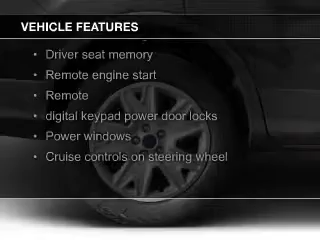 VEHICLE FEATURES
• Driver seat memory
• Remote engine start
• Remote
• digital keypad power door locks
• Power windows
• Cruise controls on steering wheel